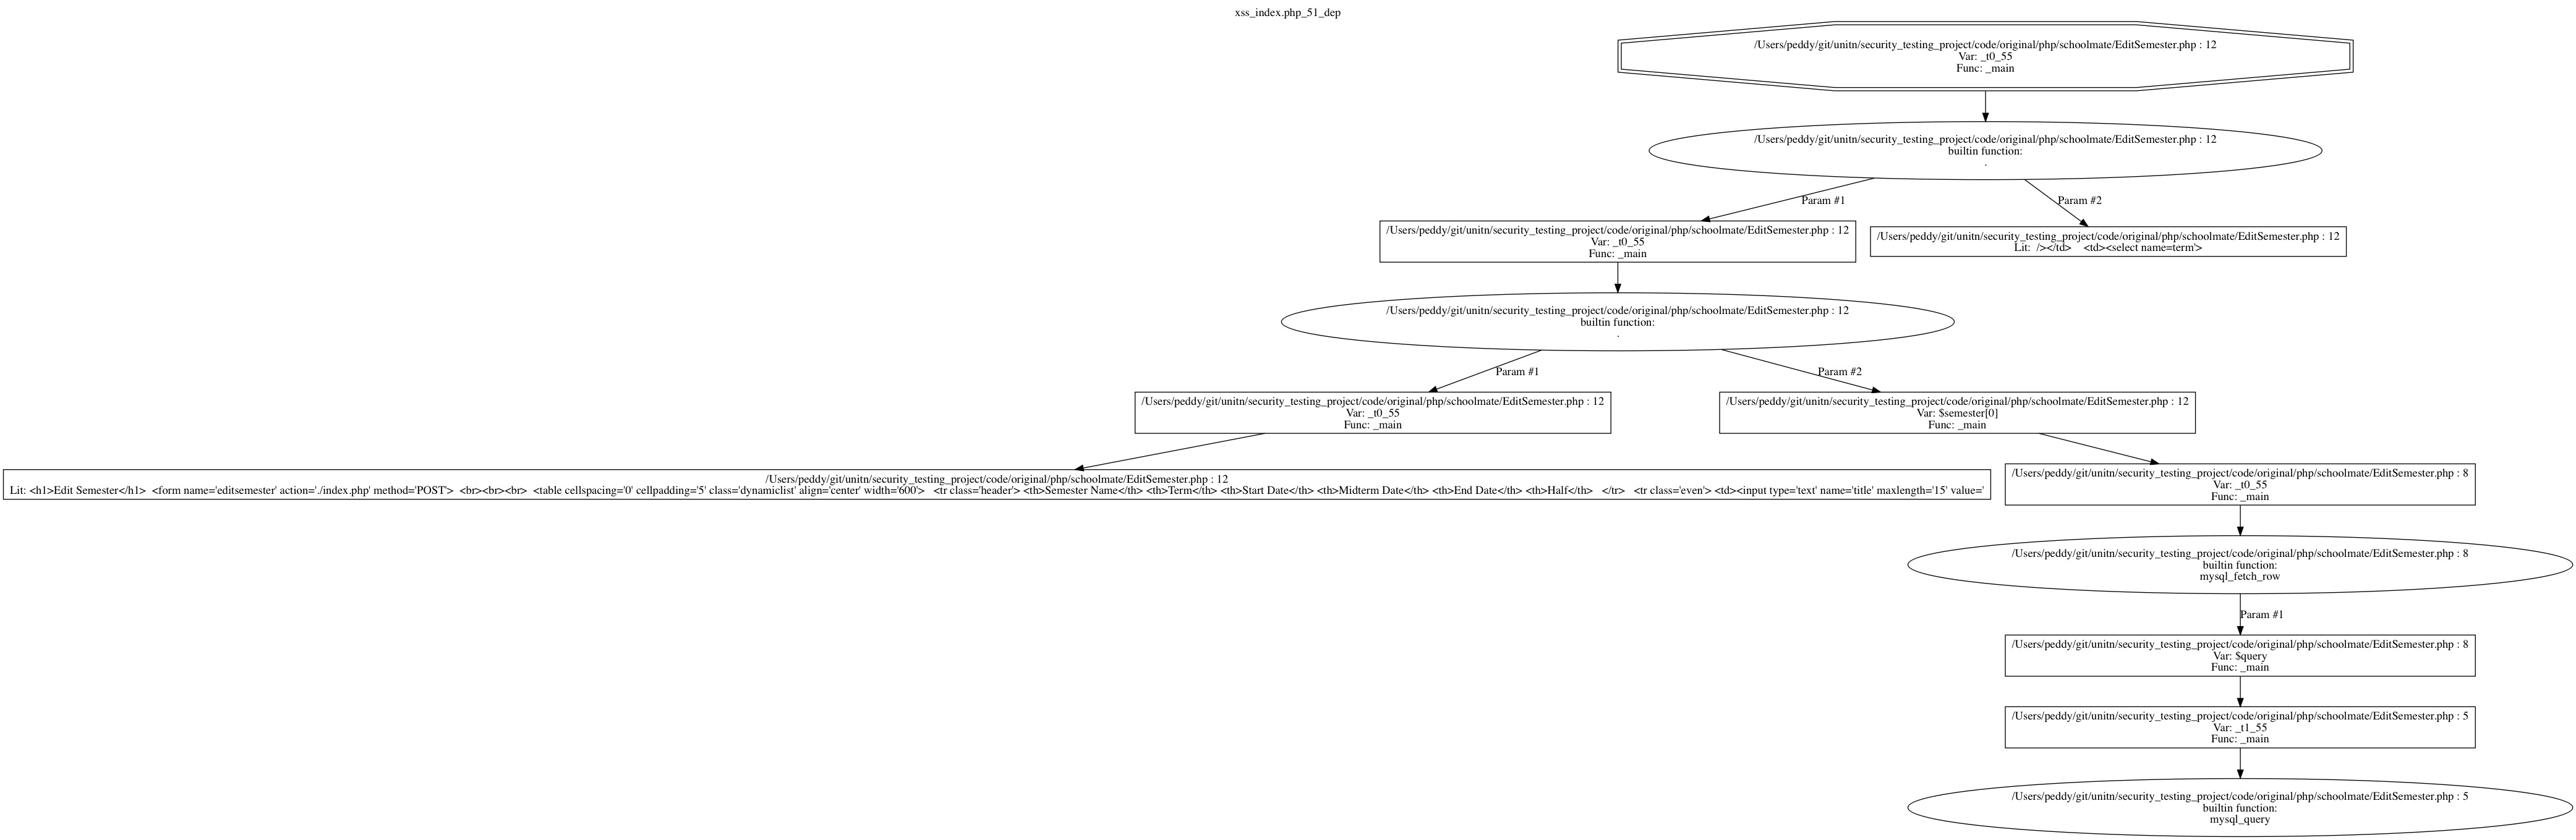 xss_index.php_51_dep
/Users/peddy/git/unitn/security_testing_project/code/original/php/schoolmate/EditSemester.php : 12
Var: _t0_55
Func: _main
/Users/peddy/git/unitn/security_testing_project/code/original/php/schoolmate/EditSemester.php : 12
builtin function:
.
Param #1
Param #2
/Users/peddy/git/unitn/security_testing_project/code/original/php/schoolmate/EditSemester.php : 12
Var: _t0_55
Func: _main
/Users/peddy/git/unitn/security_testing_project/code/original/php/schoolmate/EditSemester.php : 12
Lit:  /></td>    <td><select name=term'>
/Users/peddy/git/unitn/security_testing_project/code/original/php/schoolmate/EditSemester.php : 12
builtin function:
.
Param #1
Param #2
/Users/peddy/git/unitn/security_testing_project/code/original/php/schoolmate/EditSemester.php : 12
Var: _t0_55
Func: _main
/Users/peddy/git/unitn/security_testing_project/code/original/php/schoolmate/EditSemester.php : 12
Var: $semester[0]
Func: _main
/Users/peddy/git/unitn/security_testing_project/code/original/php/schoolmate/EditSemester.php : 12
Lit: <h1>Edit Semester</h1>  <form name='editsemester' action='./index.php' method='POST'>  <br><br><br>  <table cellspacing='0' cellpadding='5' class='dynamiclist' align='center' width='600'>   <tr class='header'> <th>Semester Name</th> <th>Term</th> <th>Start Date</th> <th>Midterm Date</th> <th>End Date</th> <th>Half</th>   </tr>   <tr class='even'> <td><input type='text' name='title' maxlength='15' value='
/Users/peddy/git/unitn/security_testing_project/code/original/php/schoolmate/EditSemester.php : 8
Var: _t0_55
Func: _main
/Users/peddy/git/unitn/security_testing_project/code/original/php/schoolmate/EditSemester.php : 8
builtin function:
mysql_fetch_row
Param #1
/Users/peddy/git/unitn/security_testing_project/code/original/php/schoolmate/EditSemester.php : 8
Var: $query
Func: _main
/Users/peddy/git/unitn/security_testing_project/code/original/php/schoolmate/EditSemester.php : 5
Var: _t1_55
Func: _main
/Users/peddy/git/unitn/security_testing_project/code/original/php/schoolmate/EditSemester.php : 5
builtin function:
mysql_query